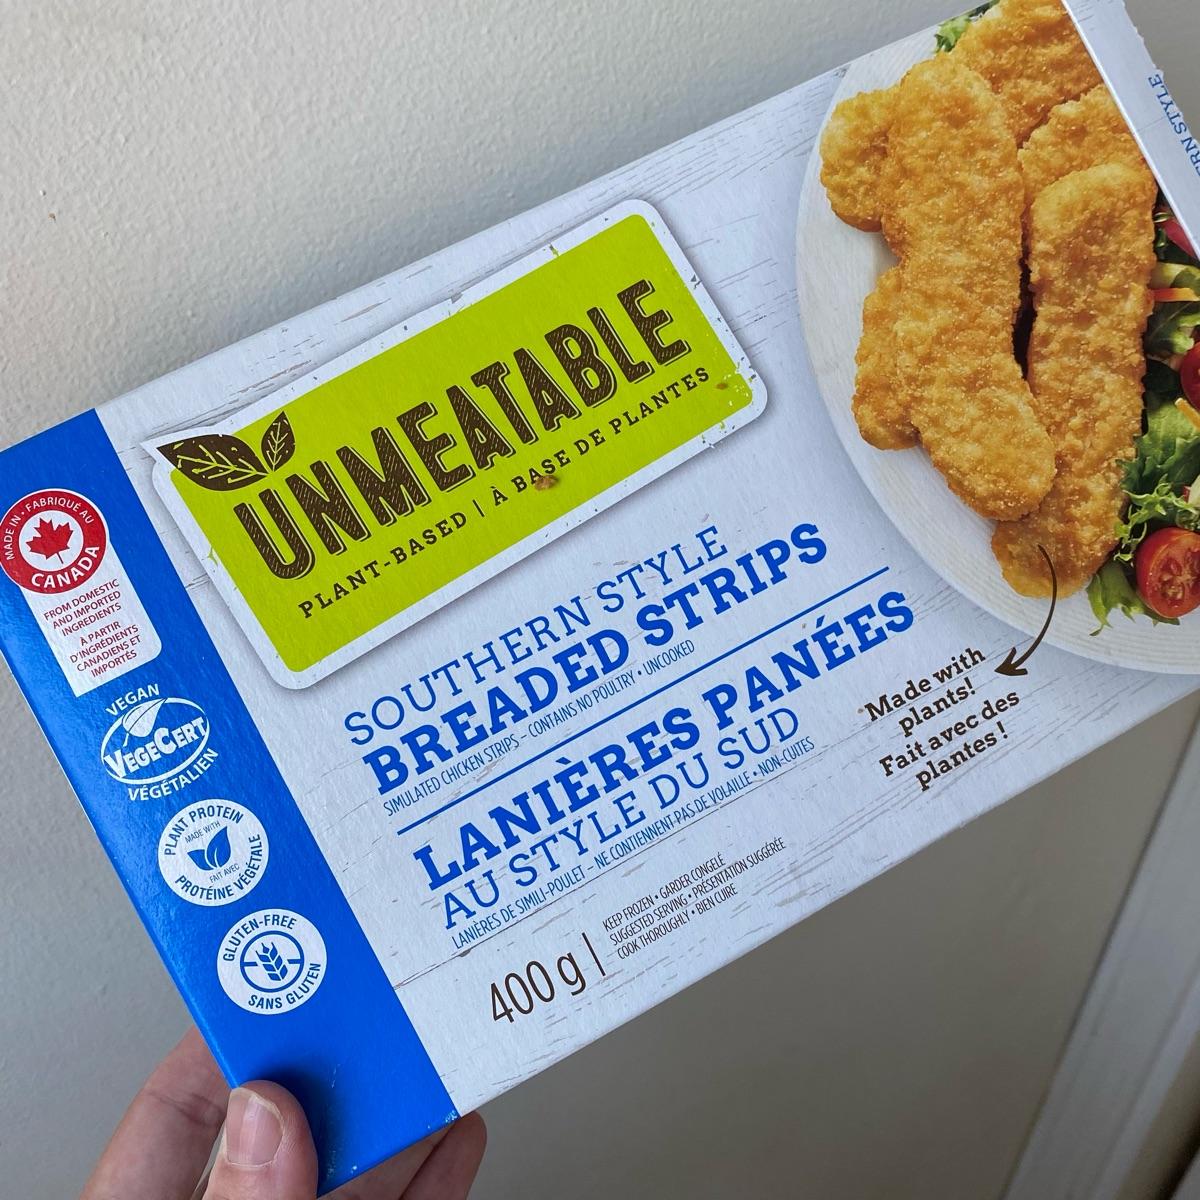 UNMEATABLE
PLANT-BASED | À BASE DE PLANTES
SOUTHERN STYLE
BREADED STRIPS
SIMULATED CHICKEN STRIPS – CONTAINS NO POULTRY • UNCOOKED
LANIÈRES PANÉES
AU STYLE DU SUD
LANIÈRES DE SIMILI-POULET – NE CONTIENNENT PAS DE VOLAILLE • NON-CUITES
400 g |
KEEP FROZEN • GARDER CONGELÉ
SUGGESTED SERVING • PRÉSENTATION SUGGÉRÉE
COOK THOROUGHLY • BIEN CUIRE
Made with
plants!
Fait avec des
plantes !
MADE IN • FABRIQUÉ AU
CANADA
FROM DOMESTIC
AND IMPORTED
INGREDIENTS
À PARTIR
D'INGRÉDIENTS
CANADIENS ET
IMPORTÉS
VEGAN
VEGECERT
VÉGÉTALIEN
PLANT PROTEIN
MADE WITH
FAIT AVEC
PROTÉINE VÉGÉTALE
GLUTEN-FREE
SANS GLUTEN
STYLE